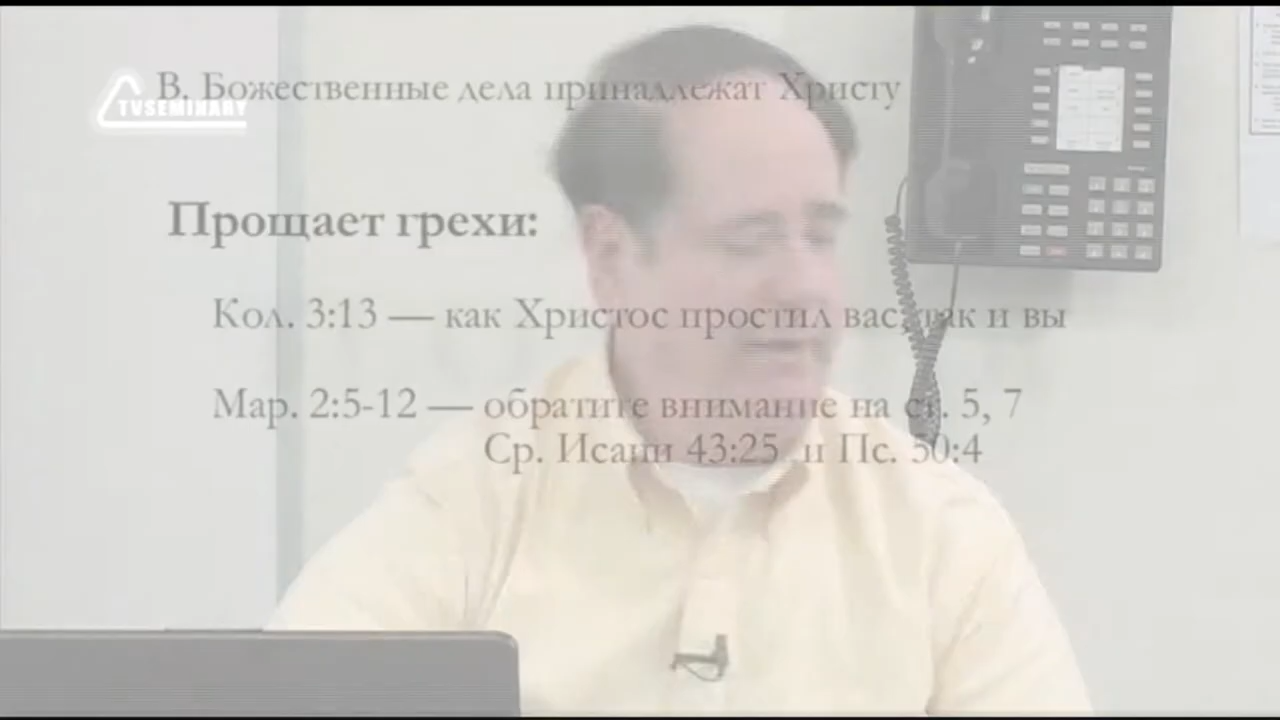 В. Божественные дела принадлежат Христу
TVSEMINARY
Прощает грехи:
Кол. 3:13 — как Христос простил вас, так и вы
Мар. 2:5-12 — обратите внимание на ст. 5, 7
Ср. Исаии 43:25 и Пс. 50:4